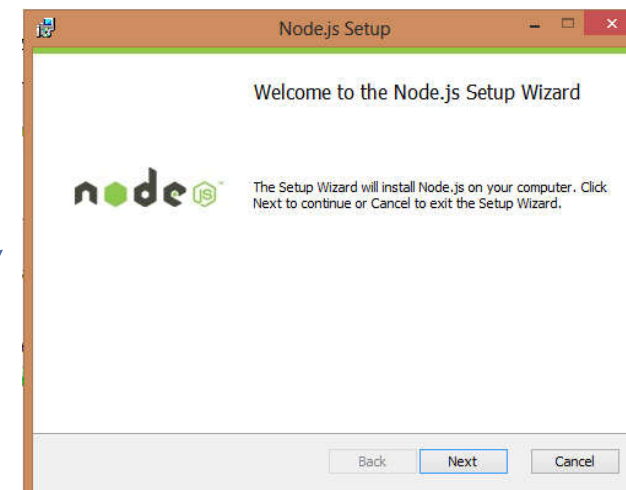 Node.js Setup
Welcome to the Node.js Setup Wizard
node JS™
The Setup Wizard will install Node.js on your computer. Click
Next to continue or Cancel to exit the Setup Wizard.
Back Next Cancel